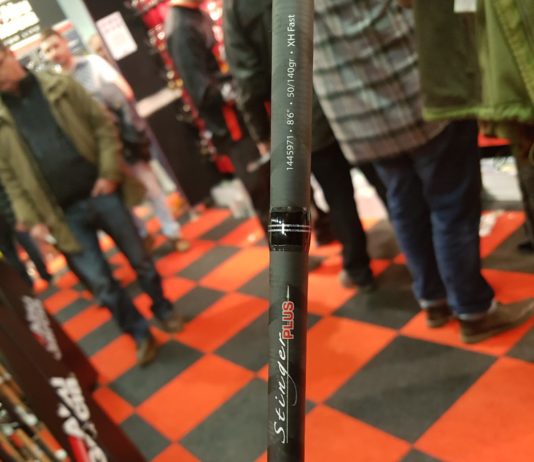 1445971 • 8'6" • 50/140gr • XH Fast
Stinger PLUS